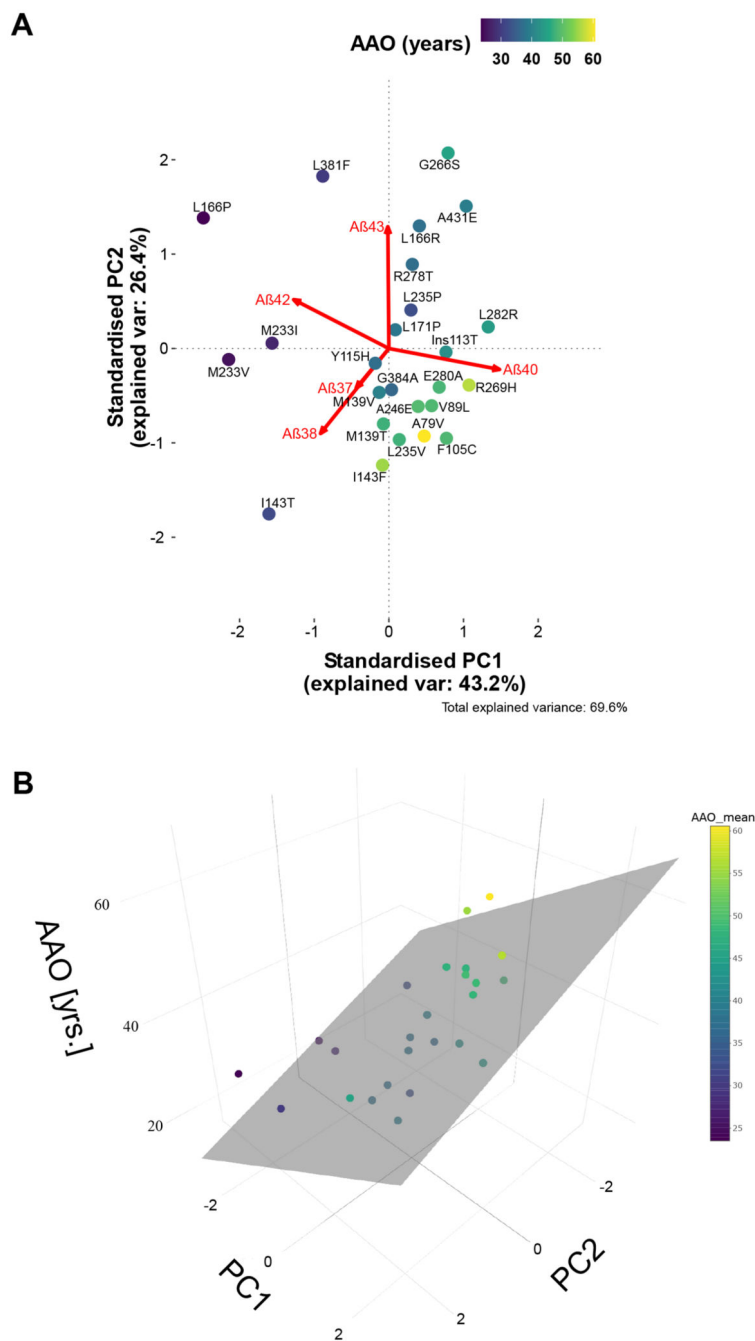 A
AAO (years)
30 40 50 60
Standardised PC2
(explained var: 26.4%)
2
1
0
-1
-2
L381F
G266S
L166P
A431E
Aß43
L166R
R278T
Aß42
L235P
L282R
M233I
L171P
Ins113T
Y115H
M233V
Aß40
G384A
E280A
R269H
Aß37
M139V
A246E
V89L
Aß38
M139T
A79V
L235V
F105C
I143F
I143T
-2 -1 0 1 2
Standardised PC1
(explained var: 43.2%)
Total explained variance: 69.6%
B
AAO_mean
60
55
50
45
40
35
30
25
AAO [yrs.]
60
40
20
-2
0
2
PC1
-2
0
2
PC2